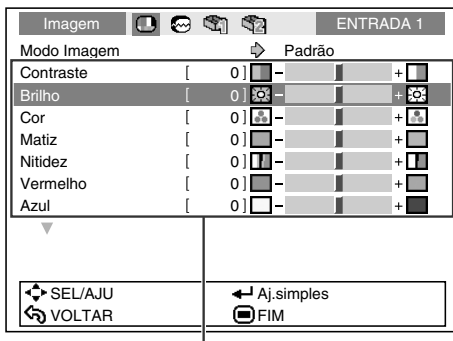 Imagem ENTRADA 1
Modo Imagem Padrão
Contraste [ 0] - +
Brilho [ 0] - +
Cor [ 0] - +
Matiz [ 0] - +
Nitidez [ 0] - +
Vermelho [ 0] - +
Azul [ 0] - +
SEL/AJU Aj.simples
VOLTAR FIM